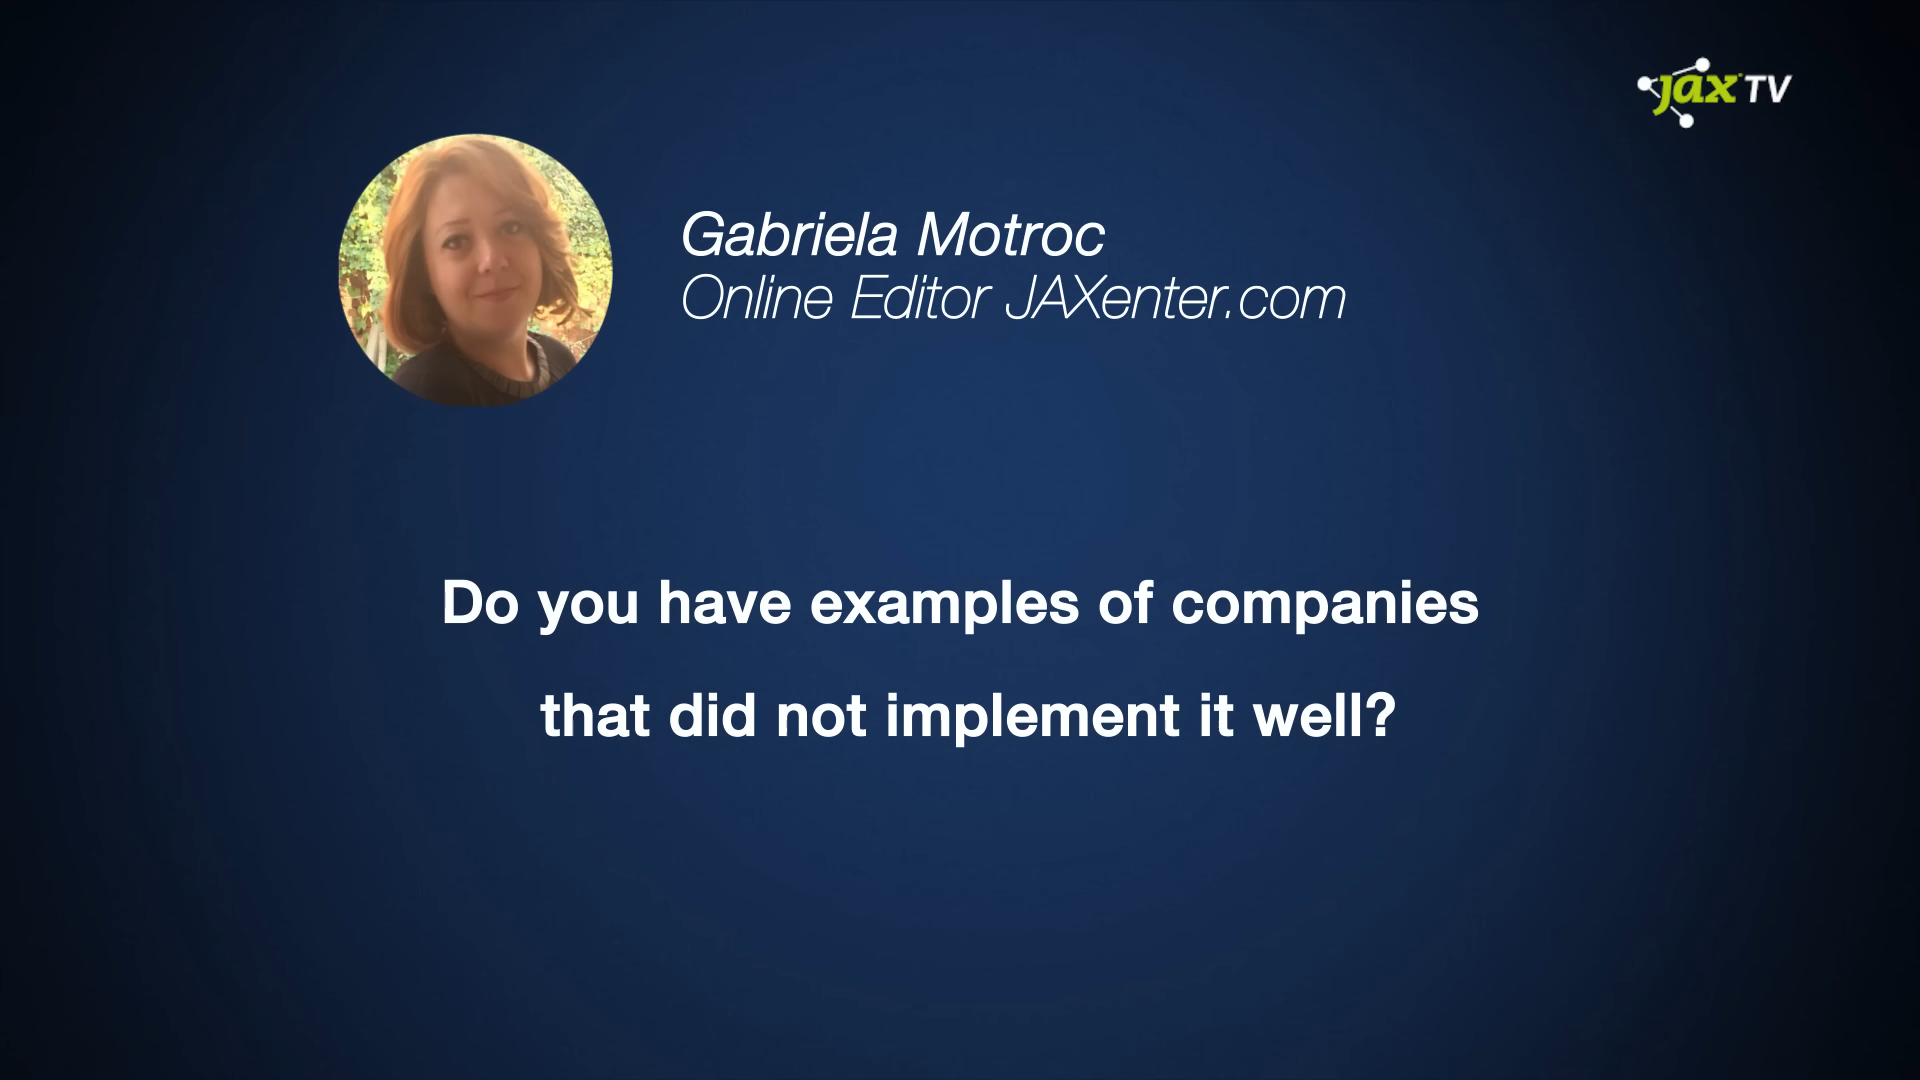 jax TV
Gabriela Motroc
Online Editor JAXenter.com
Do you have examples of companies
that did not implement it well?